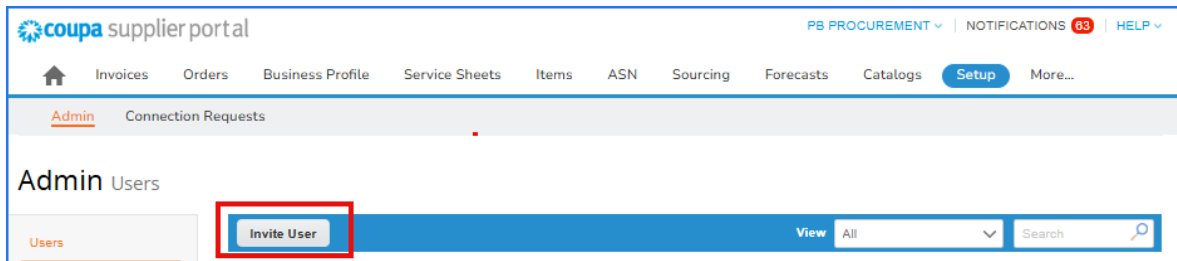 coupa supplier portal PB PROCUREMENT NOTIFICATIONS 63 HELP
Invoices Orders Business Profile Service Sheets Items ASN Sourcing Forecasts Catalogs Setup More...
Admin Connection Requests
Admin Users
Users Invite User View All Search